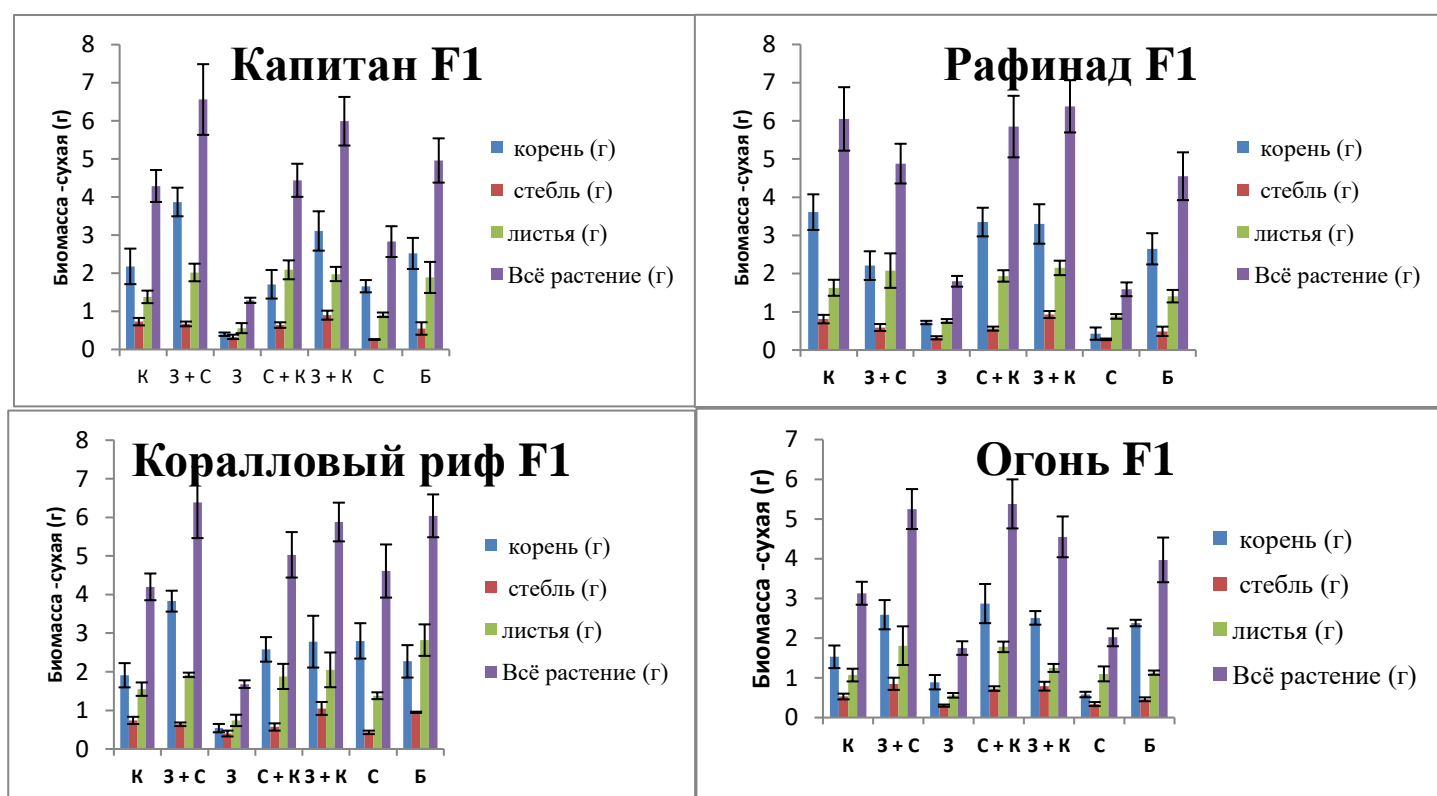 Капитан F1
Биомасса -сухая (г)
8
7
6
5
4
3
2
1
0
К З + С З С + К З + К С Б
корень (г)
стебль (г)
листья (г)
Всё растение (г)
Рафинад F1
Биомасса -сухая (г)
8
7
6
5
4
3
2
1
0
К З + С З С + К З + К С Б
корень (г)
стебль (г)
листья (г)
Всё растение (г)
Коралловый риф F1
Биомасса -сухая (г)
8
7
6
5
4
3
2
1
0
К З + С З С + К З + К С Б
корень (г)
стебль (г)
листья (г)
Всё растение (г)
Огонь F1
Биомасса -сухая (г)
7
6
5
4
3
2
1
0
К З + С З С + К З + К С Б
корень (г)
стебль (г)
листья (г)
Всё растение (г)